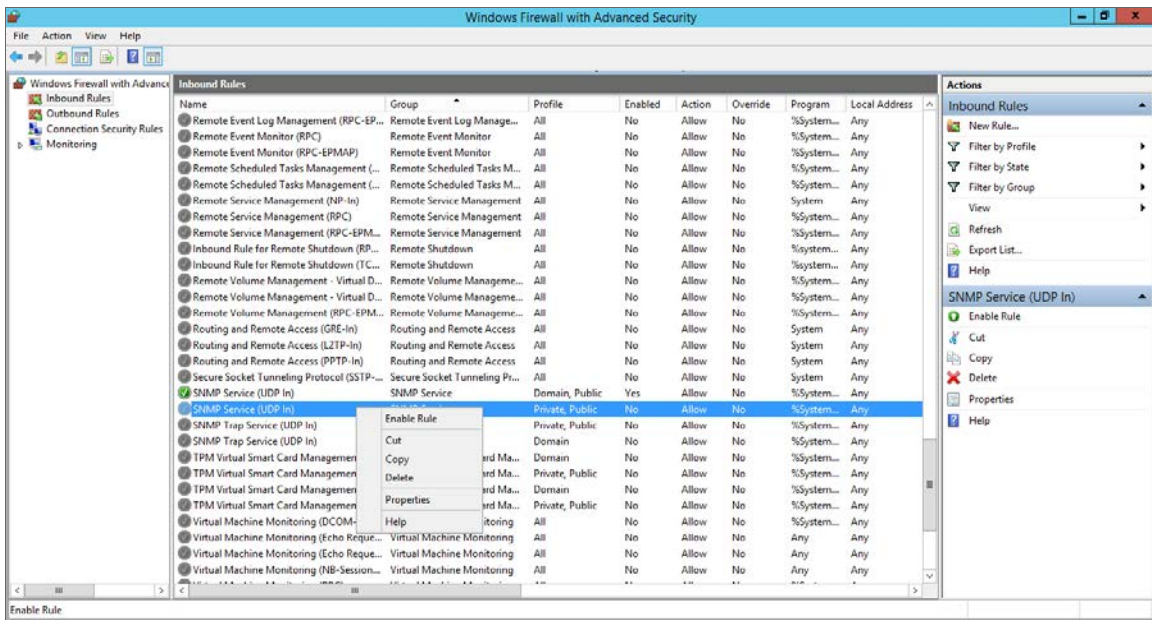 Windows Firewall with Advanced Security
File Action View Help
Windows Firewall with Advance
Inbound Rules
Outbound Rules
Connection Security Rules
Monitoring
Inbound Rules
Name Group Profile Enabled Action Override Program Local Address
Remote Event Log Management (RPC-EP... Remote Event Log Manage... All No Allow No %System... Any
Remote Event Monitor (RPC) Remote Event Monitor All No Allow No %System... Any
Remote Event Monitor (RPC-EPMAP) Remote Event Monitor All No Allow No %System... Any
Remote Scheduled Tasks Management (... Remote Scheduled Tasks M... All No Allow No %System... Any
Remote Scheduled Tasks Management (... Remote Scheduled Tasks M... All No Allow No %System... Any
Remote Service Management (NP-In) Remote Service Management All No Allow No System Any
Remote Service Management (RPC) Remote Service Management All No Allow No %System... Any
Remote Service Management (RPC-EPM... Remote Service Management All No Allow No %System... Any
Inbound Rule for Remote Shutdown (RP... Remote Shutdown All No Allow No %system... Any
Inbound Rule for Remote Shutdown (TC... Remote Shutdown All No Allow No %system... Any
Remote Volume Management - Virtual D... Remote Volume Manageme... All No Allow No %System... Any
Remote Volume Management - Virtual D... Remote Volume Manageme... All No Allow No %System... Any
Remote Volume Management (RPC-EPM... Remote Volume Manageme... All No Allow No %System... Any
Routing and Remote Access (GRE-In) Routing and Remote Access All No Allow No System Any
Routing and Remote Access (L2TP-In) Routing and Remote Access All No Allow No System Any
Routing and Remote Access (PPTP-In) Routing and Remote Access All No Allow No System Any
Secure Socket Tunneling Protocol (SSTP-... Secure Socket Tunneling Pr... All No Allow No System Any
SNMP Service (UDP In) SNMP Service Domain, Public Yes Allow No %System... Any
SNMP Service (UDP In) Private, Public No Allow No %System... Any
SNMP Trap Service (UDP In) Private, Public No Allow No %System... Any
SNMP Trap Service (UDP In) Domain No Allow No %System... Any
TPM Virtual Smart Card Managemen ard Ma... Domain No Allow No %System... Any
TPM Virtual Smart Card Managemen ard Ma... Private, Public No Allow No %System... Any
TPM Virtual Smart Card Managemen ard Ma... Domain No Allow No %System... Any
TPM Virtual Smart Card Managemen ard Ma... Private, Public No Allow No %System... Any
Virtual Machine Monitoring (DCOM- itoring All No Allow No %System... Any
Virtual Machine Monitoring (Echo Reque... Virtual Machine Monitoring All No Allow No Any Any
Virtual Machine Monitoring (Echo Reque... Virtual Machine Monitoring All No Allow No Any Any
Virtual Machine Monitoring (NB-Session... Virtual Machine Monitoring All No Allow No Any Any
Enable Rule
Cut
Copy
Delete
Properties
Help
Actions
Inbound Rules
New Rule...
Filter by Profile
Filter by State
Filter by Group
View
Refresh
Export List...
Help
SNMP Service (UDP In)
Enable Rule
Cut
Copy
Delete
Properties
Help
Enable Rule